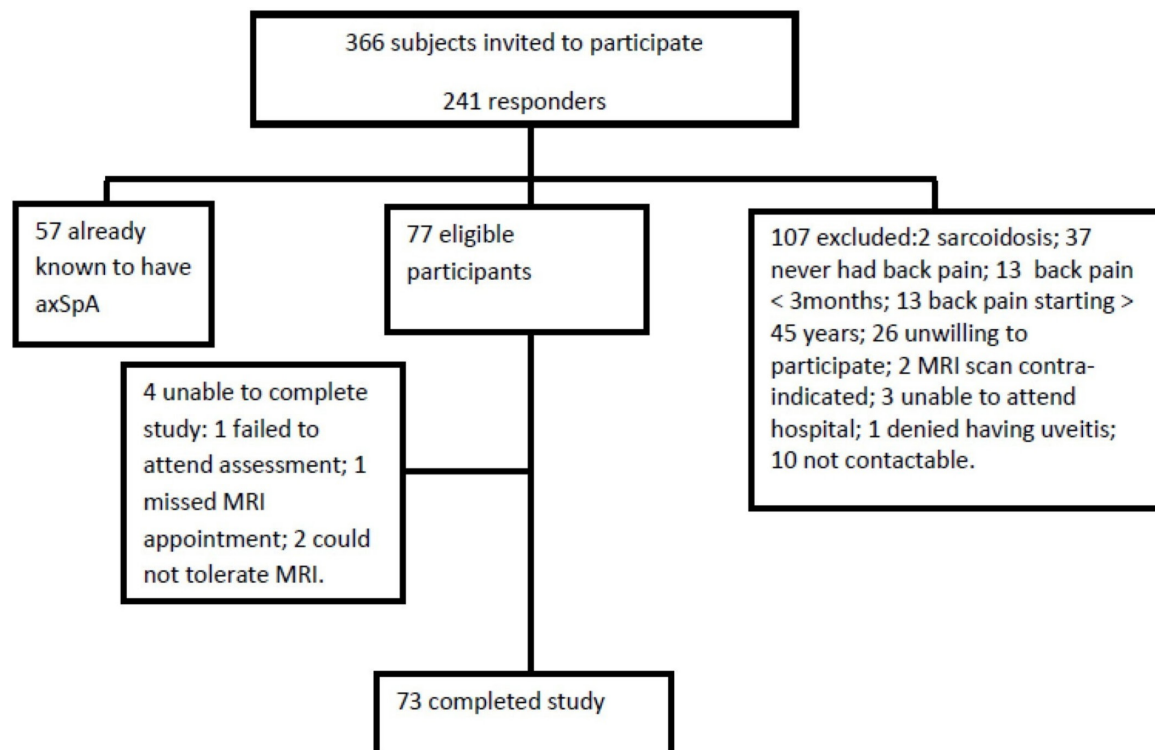 366 subjects invited to participate
241 responders
57 already
known to have
axSpA
77 eligible
participants
107 excluded:2 sarcoidosis; 37
never had back pain; 13  back pain
< 3months; 13 back pain starting >
45 years; 26 unwilling to
participate; 2 MRI scan contra-
indicated; 3 unable to attend
hospital; 1 denied having uveitis;
10 not contactable.
4 unable to complete
study: 1 failed to
attend assessment; 1
missed MRI
appointment; 2 could
not tolerate MRI.
73 completed study